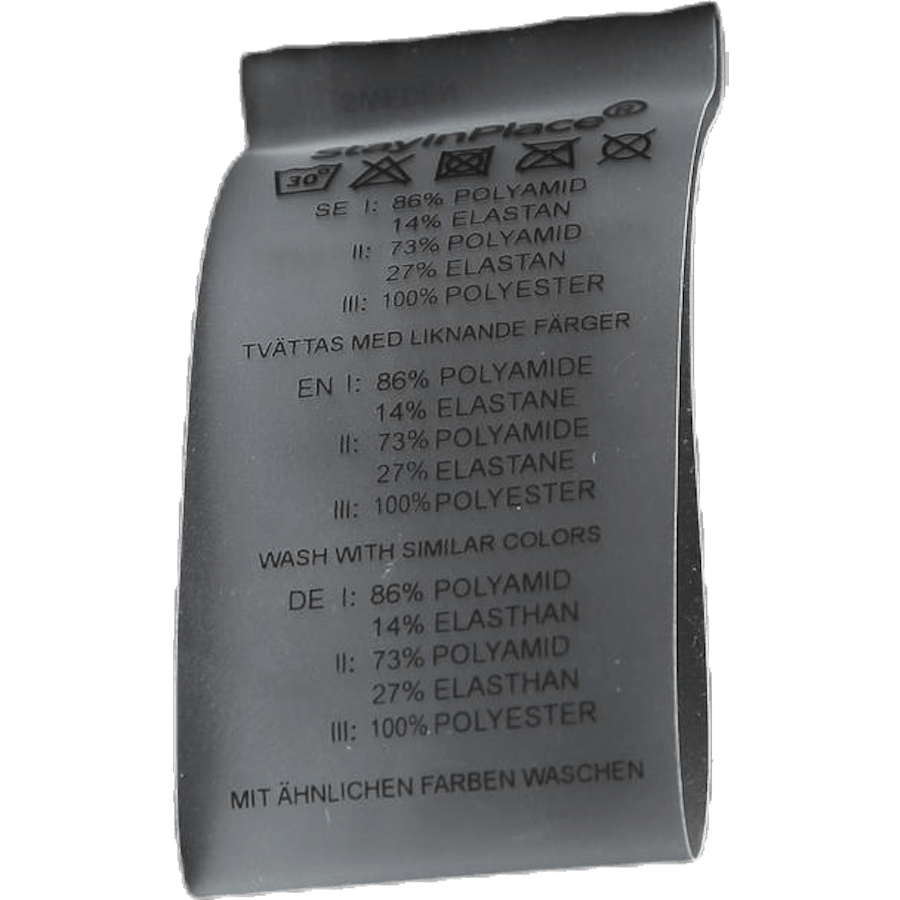 SWEDEN
StayInPlace®
30°
SE I: 86% POLYAMID
14% ELASTAN
II: 73% POLYAMID
27% ELASTAN
III: 100% POLYESTER
TVÄTTAS MED LIKNANDE FÄRGER
EN I: 86% POLYAMIDE
14% ELASTANE
II: 73% POLYAMIDE
27% ELASTANE
III: 100% POLYESTER
WASH WITH SIMILAR COLORS
DE I: 86% POLYAMID
14% ELASTHAN
II: 73% POLYAMID
27% ELASTHAN
III: 100% POLYESTER
MIT ÄHNLICHEN FARBEN WASCHEN